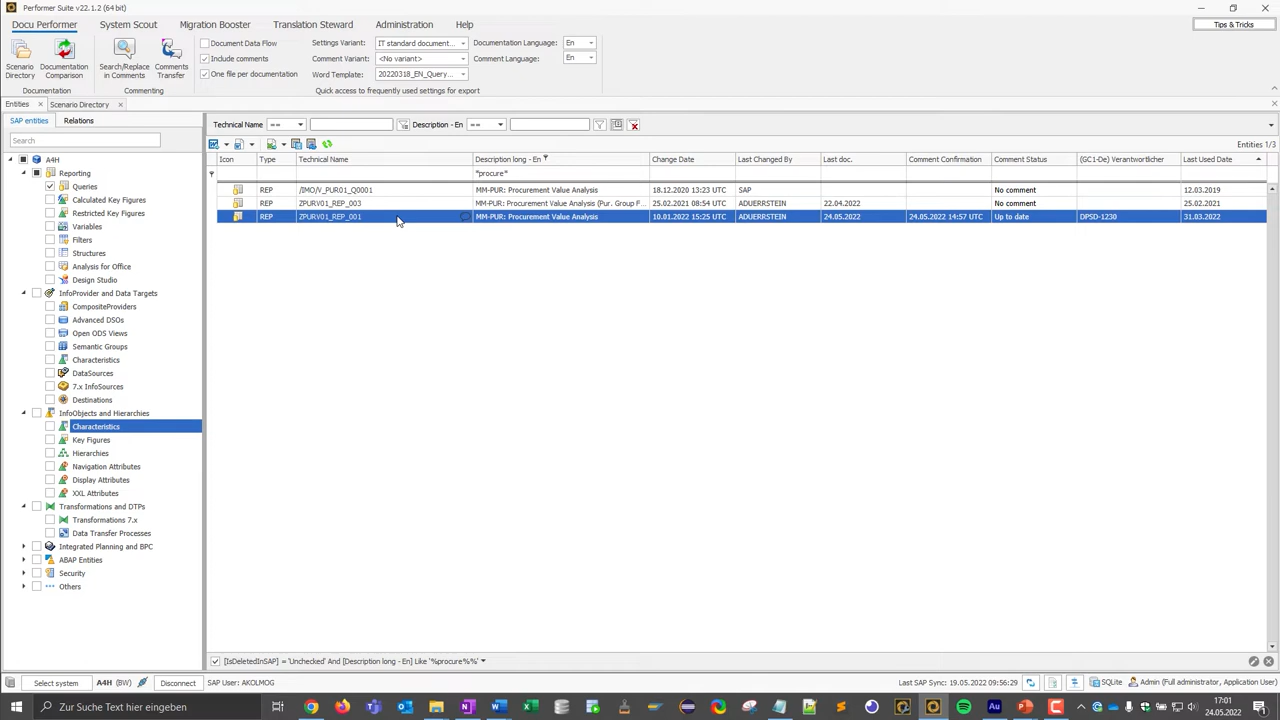 Performer Suite v22.1.2 (64 bit)
Docu Performer System Scout Migration Booster Translation Steward Administration Help
Tips & Tricks
Scenario Directory
Documentation Comparison
Documentation
Search/Replace in Comments
Comments Transfer
Commenting
Document Data Flow
Include comments
One file per documentation
Settings Variant: IT standard document...
Comment Variant: <No variant>
Word Template: 20220318_EN_Query...
Documentation Language: En
Comment Language: En
Quick access to frequently used settings for export
Entities Scenario Directory
SAP entities Relations
Search
A4H
Reporting
Queries
Calculated Key Figures
Restricted Key Figures
Variables
Filters
Structures
Analysis for Office
Design Studio
InfoProvider and Data Targets
CompositeProviders
Advanced DSOs
Open ODS Views
Semantic Groups
Characteristics
DataSources
7.x InfoSources
Destinations
InfoObjects and Hierarchies
Characteristics
Key Figures
Hierarchies
Navigation Attributes
Display Attributes
XXL Attributes
Transformations and DTPs
Transformations 7.x
Data Transfer Processes
Integrated Planning and BPC
ABAP Entities
Security
Others
Technical Name == Description - En ==
Entities 1/3
Icon Type Technical Name Description long - En Change Date Last Changed By Last doc. Comment Confirmation Comment Status (GC1-De) Verantwortlicher Last Used Date
*procure*
REP /IMO/V_PUR01_Q0001 MM-PUR: Procurement Value Analysis 18.12.2020 13:23 UTC SAP No comment 12.03.2019
REP ZPURV01_REP_003 MM-PUR: Procurement Value Analysis (Pur. Group F... 25.02.2021 08:54 UTC ADUERRSTEIN 22.04.2022 No comment 25.02.2021
REP ZPURV01_REP_001 MM-PUR: Procurement Value Analysis 10.01.2022 15:25 UTC ADUERRSTEIN 24.05.2022 24.05.2022 14:57 UTC Up to date DPSD-1230 31.03.2022
[IsDeletedInSAP] = 'Unchecked' And [Description long - En] Like '%procure%%'
Select system A4H (BW) Disconnect SAP User: AKOLMOG Last SAP Sync: 19.05.2022 09:56:29 SQLite Admin (Full administrator, Application User)
Zur Suche Text hier eingeben
17:01
24.05.2022